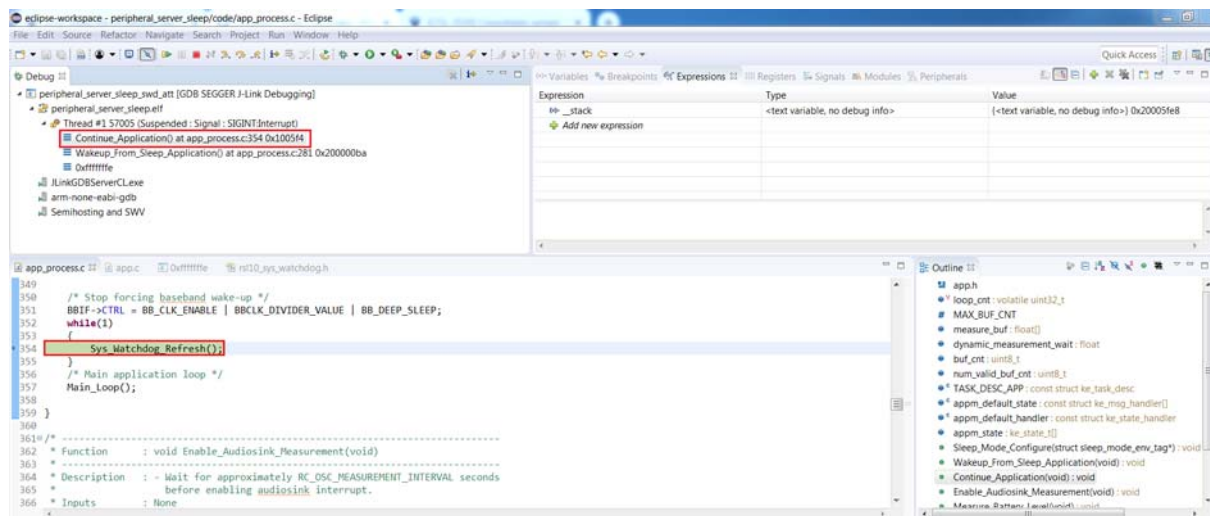 eclipse-workspace - peripheral_server_sleep/code/app_process.c - Eclipse
File Edit Source Refactor Navigate Search Project Run Window Help
Quick Access
Debug
peripheral_server_sleep_swd_att [GDB SEGGER J-Link Debugging]
peripheral_server_sleep.elf
Thread #1 57005 (Suspended : Signal : SIGINT:Interrupt)
Continue_Application() at app_process.c:354 0x1005f4
Wakeup_From_Sleep_Application() at app_process.c:281 0x200000ba
0xfffffffe
JLinkGDBServerCL.exe
arm-none-eabi-gdb
Semihosting and SWV
Variables Breakpoints Expressions Registers Signals Modules Peripherals
Expression Type Value
__stack <text variable, no debug info> {<text variable, no debug info>} 0x20005fe8
Add new expression
app_process.c app.c 0xfffffffe rsl10_sys_watchdog.h
349
350 /* Stop forcing baseband wake-up */
351 BBIF->CTRL = BB_CLK_ENABLE | BBCLK_DIVIDER_VALUE | BB_DEEP_SLEEP;
352 while(1)
353 {
354 Sys_Watchdog_Refresh();
355 }
356 /* Main application loop */
357 Main_Loop();
358
359 }
360
361 /* ----------------------------------------------------------------------------
362 * Function : void Enable_Audiosink_Measurement(void)
363 * ----------------------------------------------------------------------------
364 * Description : - Wait for approximately RC_OSC_MEASUREMENT_INTERVAL seconds
365 * before enabling audiosink interrupt.
366 * Inputs : None
Outline
app.h
loop_cnt : volatile uint32_t
MAX_BUF_CNT
measure_buf : float[]
dynamic_measurement_wait : float
buf_cnt : uint8_t
num_valid_buf_cnt : uint8_t
TASK_DESC_APP : const struct ke_task_desc
appm_default_state : const struct ke_msg_handler[]
appm_default_handler : const struct ke_state_handler
appm_state : ke_state_t[]
Sleep_Mode_Configure(struct sleep_mode_env_tag*) : void
Wakeup_From_Sleep_Application(void) : void
Continue_Application(void) : void
Enable_Audiosink_Measurement(void) : void
Measure_Battery_Level(void) : void